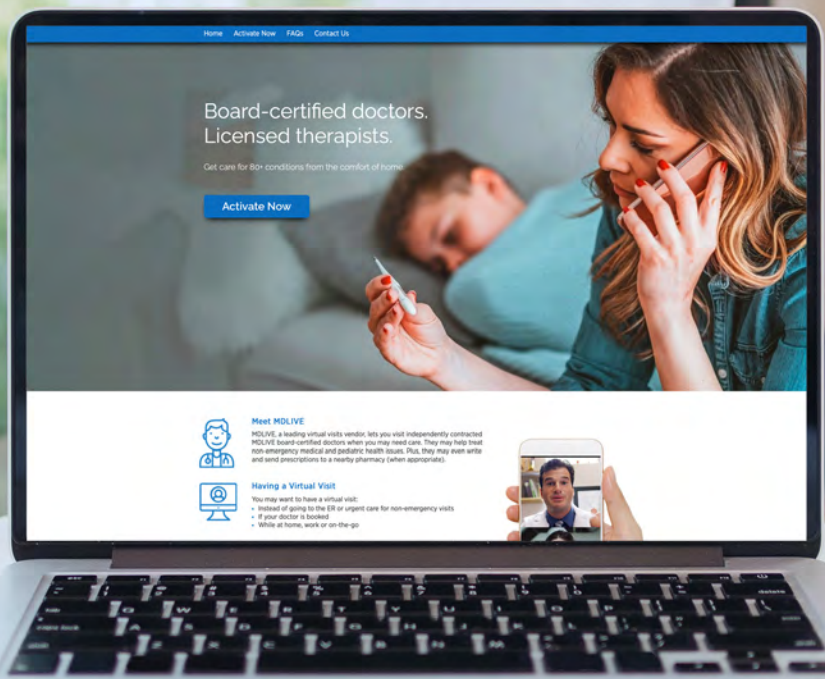 Home Activate Now FAQs Contact Us
Board-certified doctors.
Licensed therapists.
Get care for 80+ conditions from the comfort of home.
Activate Now
Meet MDLIVE
MDLIVE, a leading virtual visits vendor, lets you visit independently contracted
MDLIVE board-certified doctors when you may need care. They may help treat
non-emergency medical and pediatric health issues. Plus, they may even write
and send prescriptions to a nearby pharmacy (when appropriate).
Having a Virtual Visit
You may want to have a virtual visit:
• Instead of going to the ER or urgent care for non-emergency visits
• If your doctor is booked
• While at home, work or on-the-go
delete